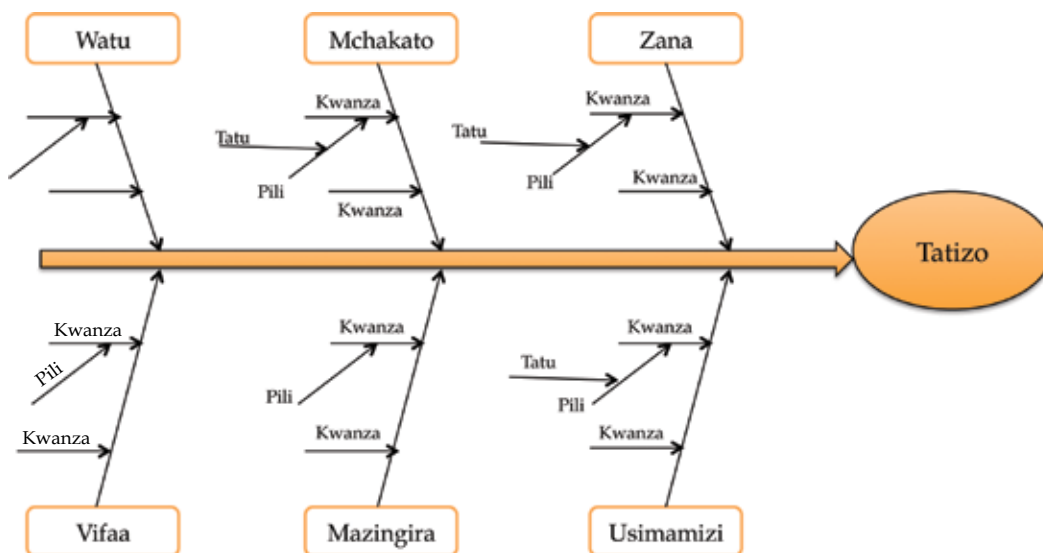 Watu
Mchakato
Zana
Kwanza
Tatu
Pili
Kwanza
Kwanza
Tatu
Pili
Kwanza
Tatizo
Kwanza
Pili
Kwanza
Kwanza
Pili
Kwanza
Kwanza
Tatu
Pili
Kwanza
Vifaa
Mazingira
Usimamizi